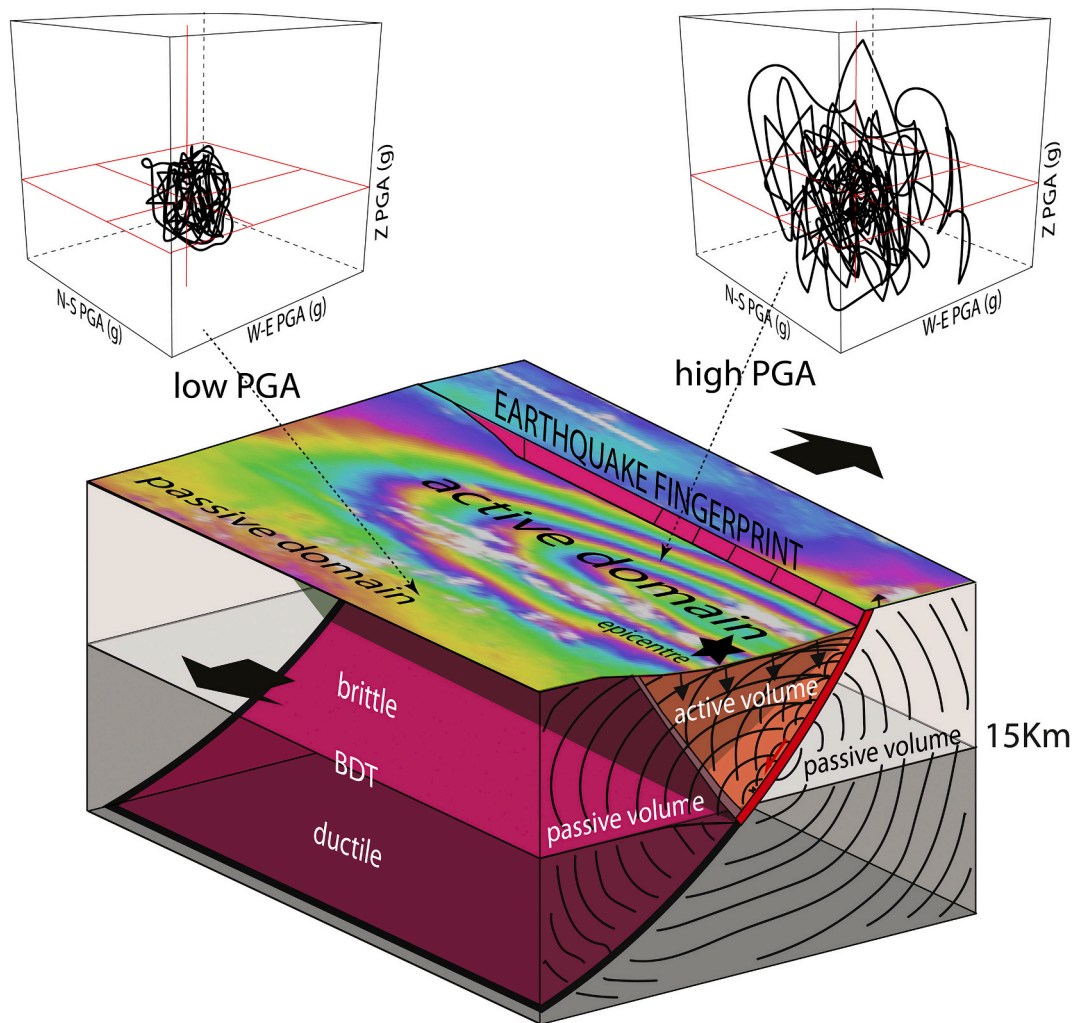 Z PGA (g)
N-S PGA (g)
W-E PGA (g)
Z PGA (g)
N-S PGA (g)
W-E PGA (g)
low PGA
high PGA
EARTHQUAKE FINGERPRINT
active domain
passive domain
epicentre
brittle
active volume
passive volume
15Km
BDT
passive volume
ductile